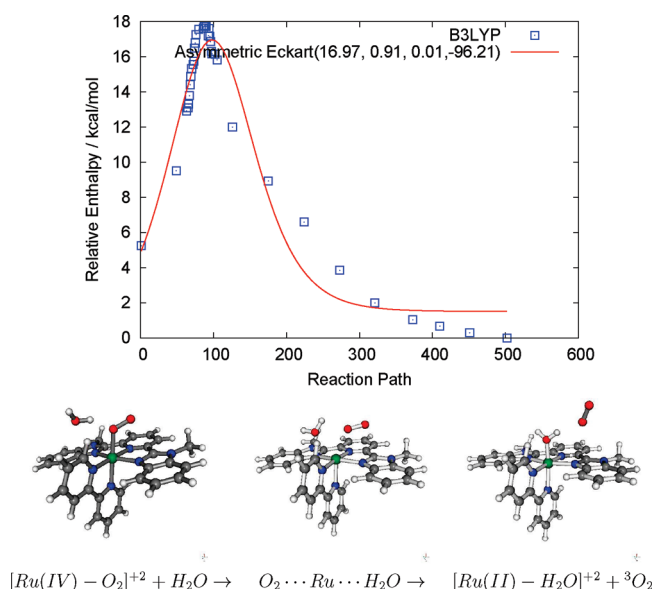 18
16
14
12
10
8
6
4
2
0
Relative Enthalpy / kcal/mol
B3LYP
Asymmetric Eckart(16.97, 0.91, 0.01,-96.21)
0 100 200 300 400 500 600
Reaction Path
[Ru(IV) − O₂]⁺² + H₂O → O₂ ··· Ru ··· H₂O → [Ru(II) − H₂O]⁺² + ³O₂